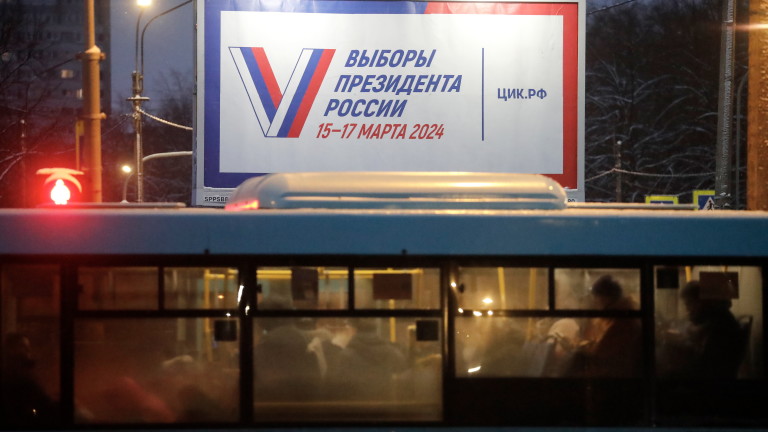 ВЫБОРЫ
ПРЕЗИДЕНТА
РОССИИ
15–17 МАРТА 2024
ЦИК.РФ